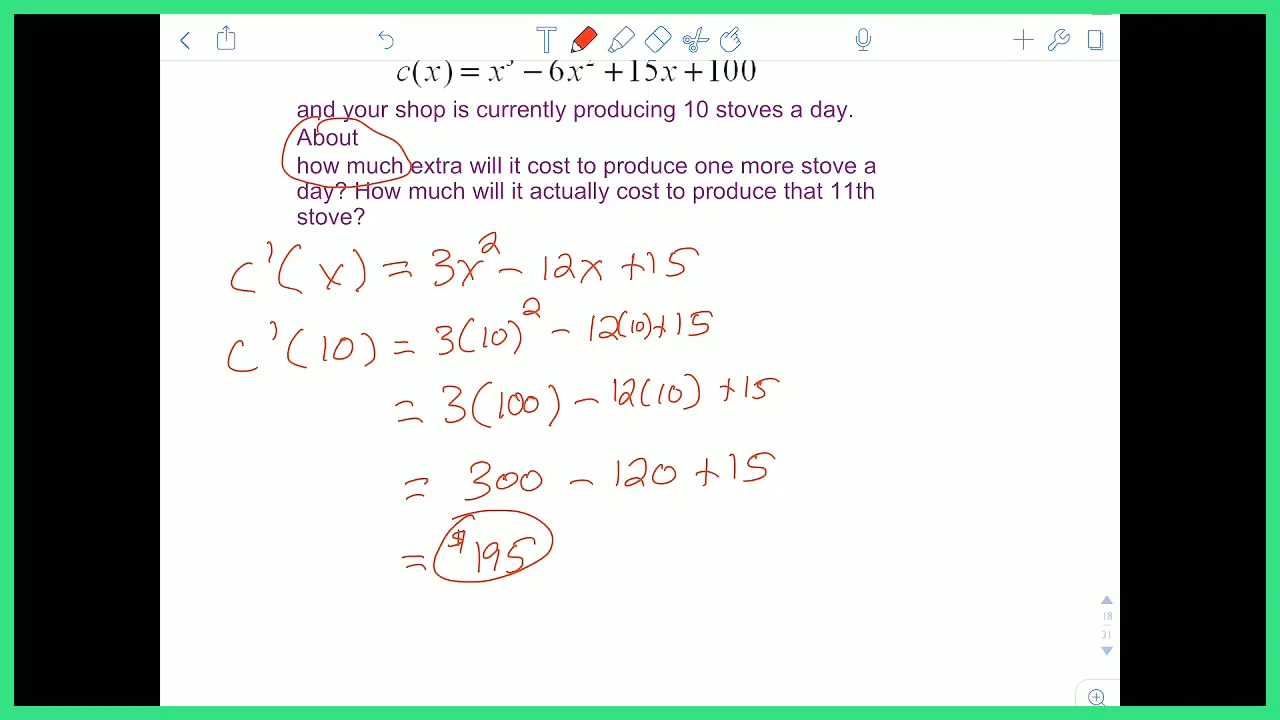 c(x) = x³ − 6x² + 15x + 100
and your shop is currently producing 10 stoves a day.
About
how much extra will it cost to produce one more stove a
day? How much will it actually cost to produce that 11th
stove?
c'(x) = 3x² − 12x + 15
c'(10) = 3(10)² − 12(10) + 15
= 3(100) − 12(10) + 15
= 300 − 120 + 15
= $195
18
31